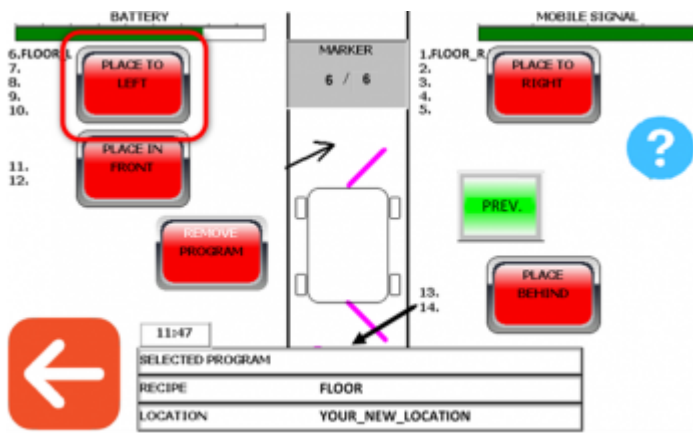 BATTERY
MOBILE SIGNAL
6.FLOOR_L
7.
8.
9.
10.
PLACE TO
LEFT
MARKER
6 / 6
1.FLOOR_R
2.
3.
4.
5.
PLACE TO
RIGHT
?
11.
12.
PLACE IN
FRONT
PREV.
REMOVE
PROGRAM
PLACE
BEHIND
13.
14.
11:47
SELECTED PROGRAM
RECIPE FLOOR
LOCATION YOUR_NEW_LOCATION